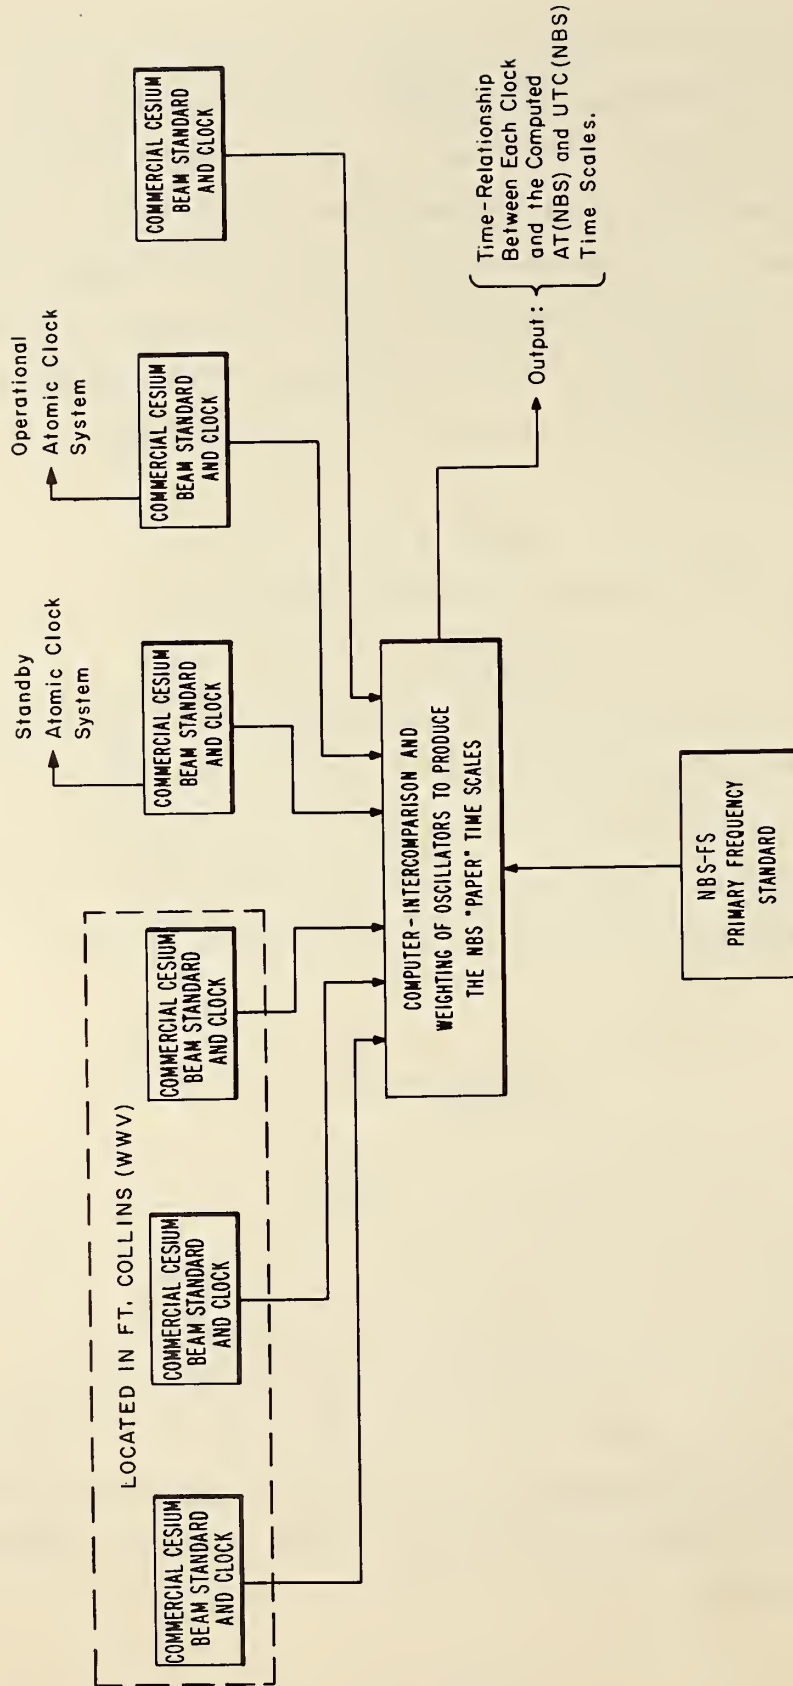 LOCATED IN FT. COLLINS (WWV)
COMMERCIAL CESIUM
BEAM STANDARD
AND CLOCK
COMMERCIAL CESIUM
BEAM STANDARD
AND CLOCK
COMMERCIAL CESIUM
BEAM STANDARD
AND CLOCK
Standby
Atomic Clock
System
COMMERCIAL CESIUM
BEAM STANDARD
AND CLOCK
Operational
Atomic Clock
System
COMMERCIAL CESIUM
BEAM STANDARD
AND CLOCK
COMMERCIAL CESIUM
BEAM STANDARD
AND CLOCK
COMPUTER-INTERCOMPARISON AND
WEIGHTING OF OSCILLATORS TO PRODUCE
THE NBS "PAPER" TIME SCALES
Output:
Time-Relationship
Between Each Clock
and the Computed
AT(NBS) and UTC(NBS)
Time Scales.
NBS-FS
PRIMARY FREQUENCY
STANDARD